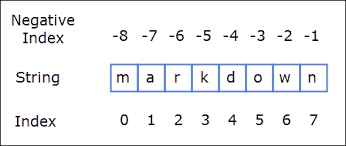 Negative Index -8 -7 -6 -5 -4 -3 -2 -1
String m a r k d o w n
Index 0 1 2 3 4 5 6 7